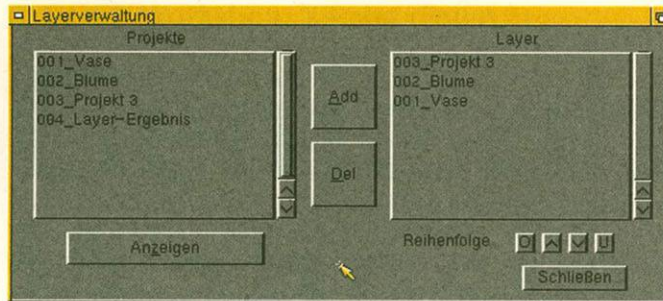 Layerverwaltung
Projekte
001_Vase
002_Blume
003_Projekt 3
004_Layer-Ergebnis
Anzeigen
Add
Del
Layer
003_Projekt 3
002_Blume
001_Vase
Reihenfolge O U
Schließen